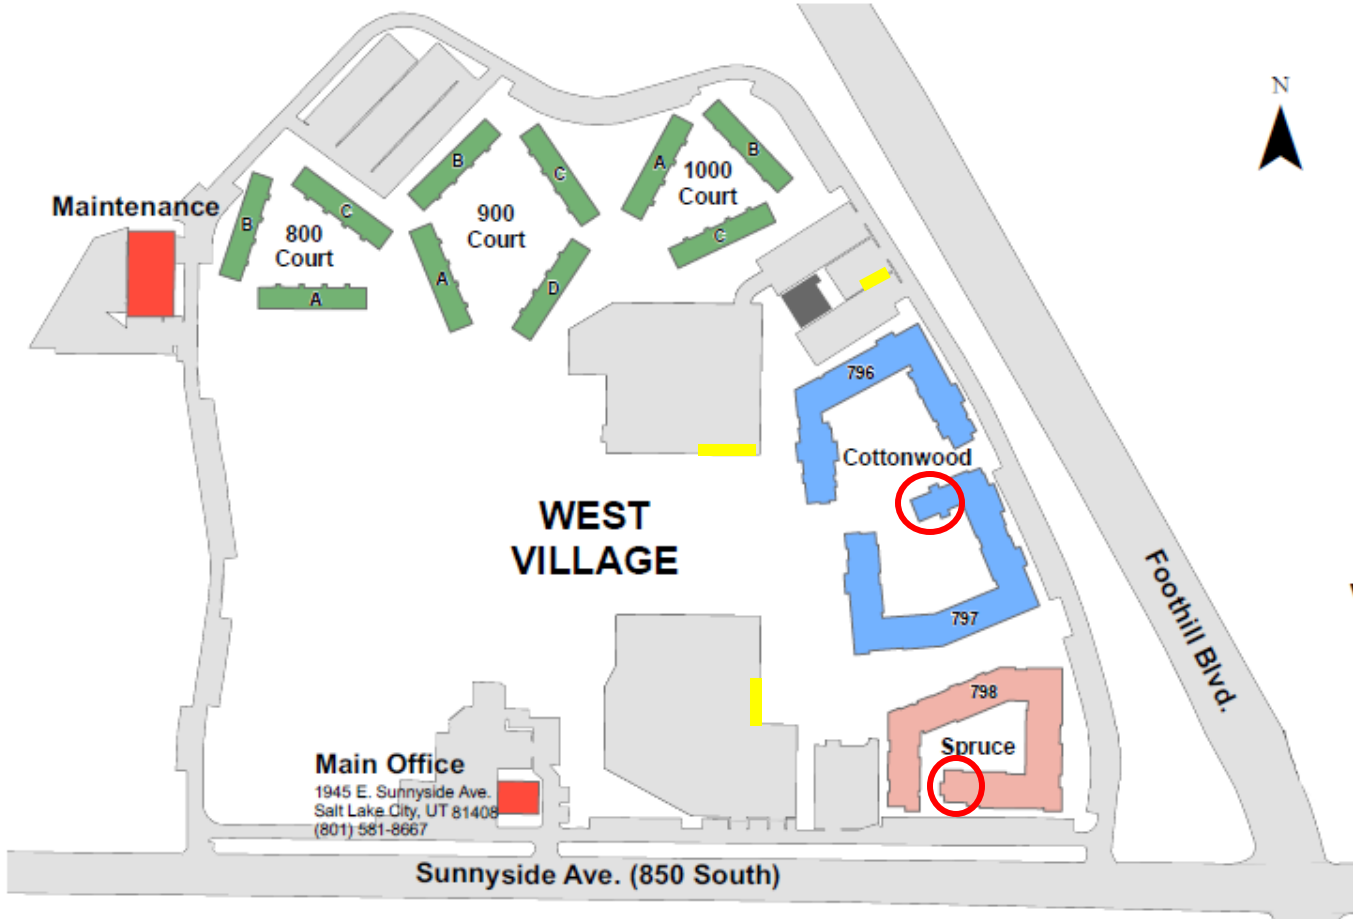 N
B
C
A
B
C
A
B
1000
Court
Maintenance
B
C
800
Court
900
Court
C
A
A
D
796
Cottonwood
WEST
VILLAGE
Foothill Blvd.
797
798
Spruce
Main Office
1945 E. Sunnyside Ave.
Salt Lake City, UT 81408
(801) 581-8667
Sunnyside Ave. (850 South)